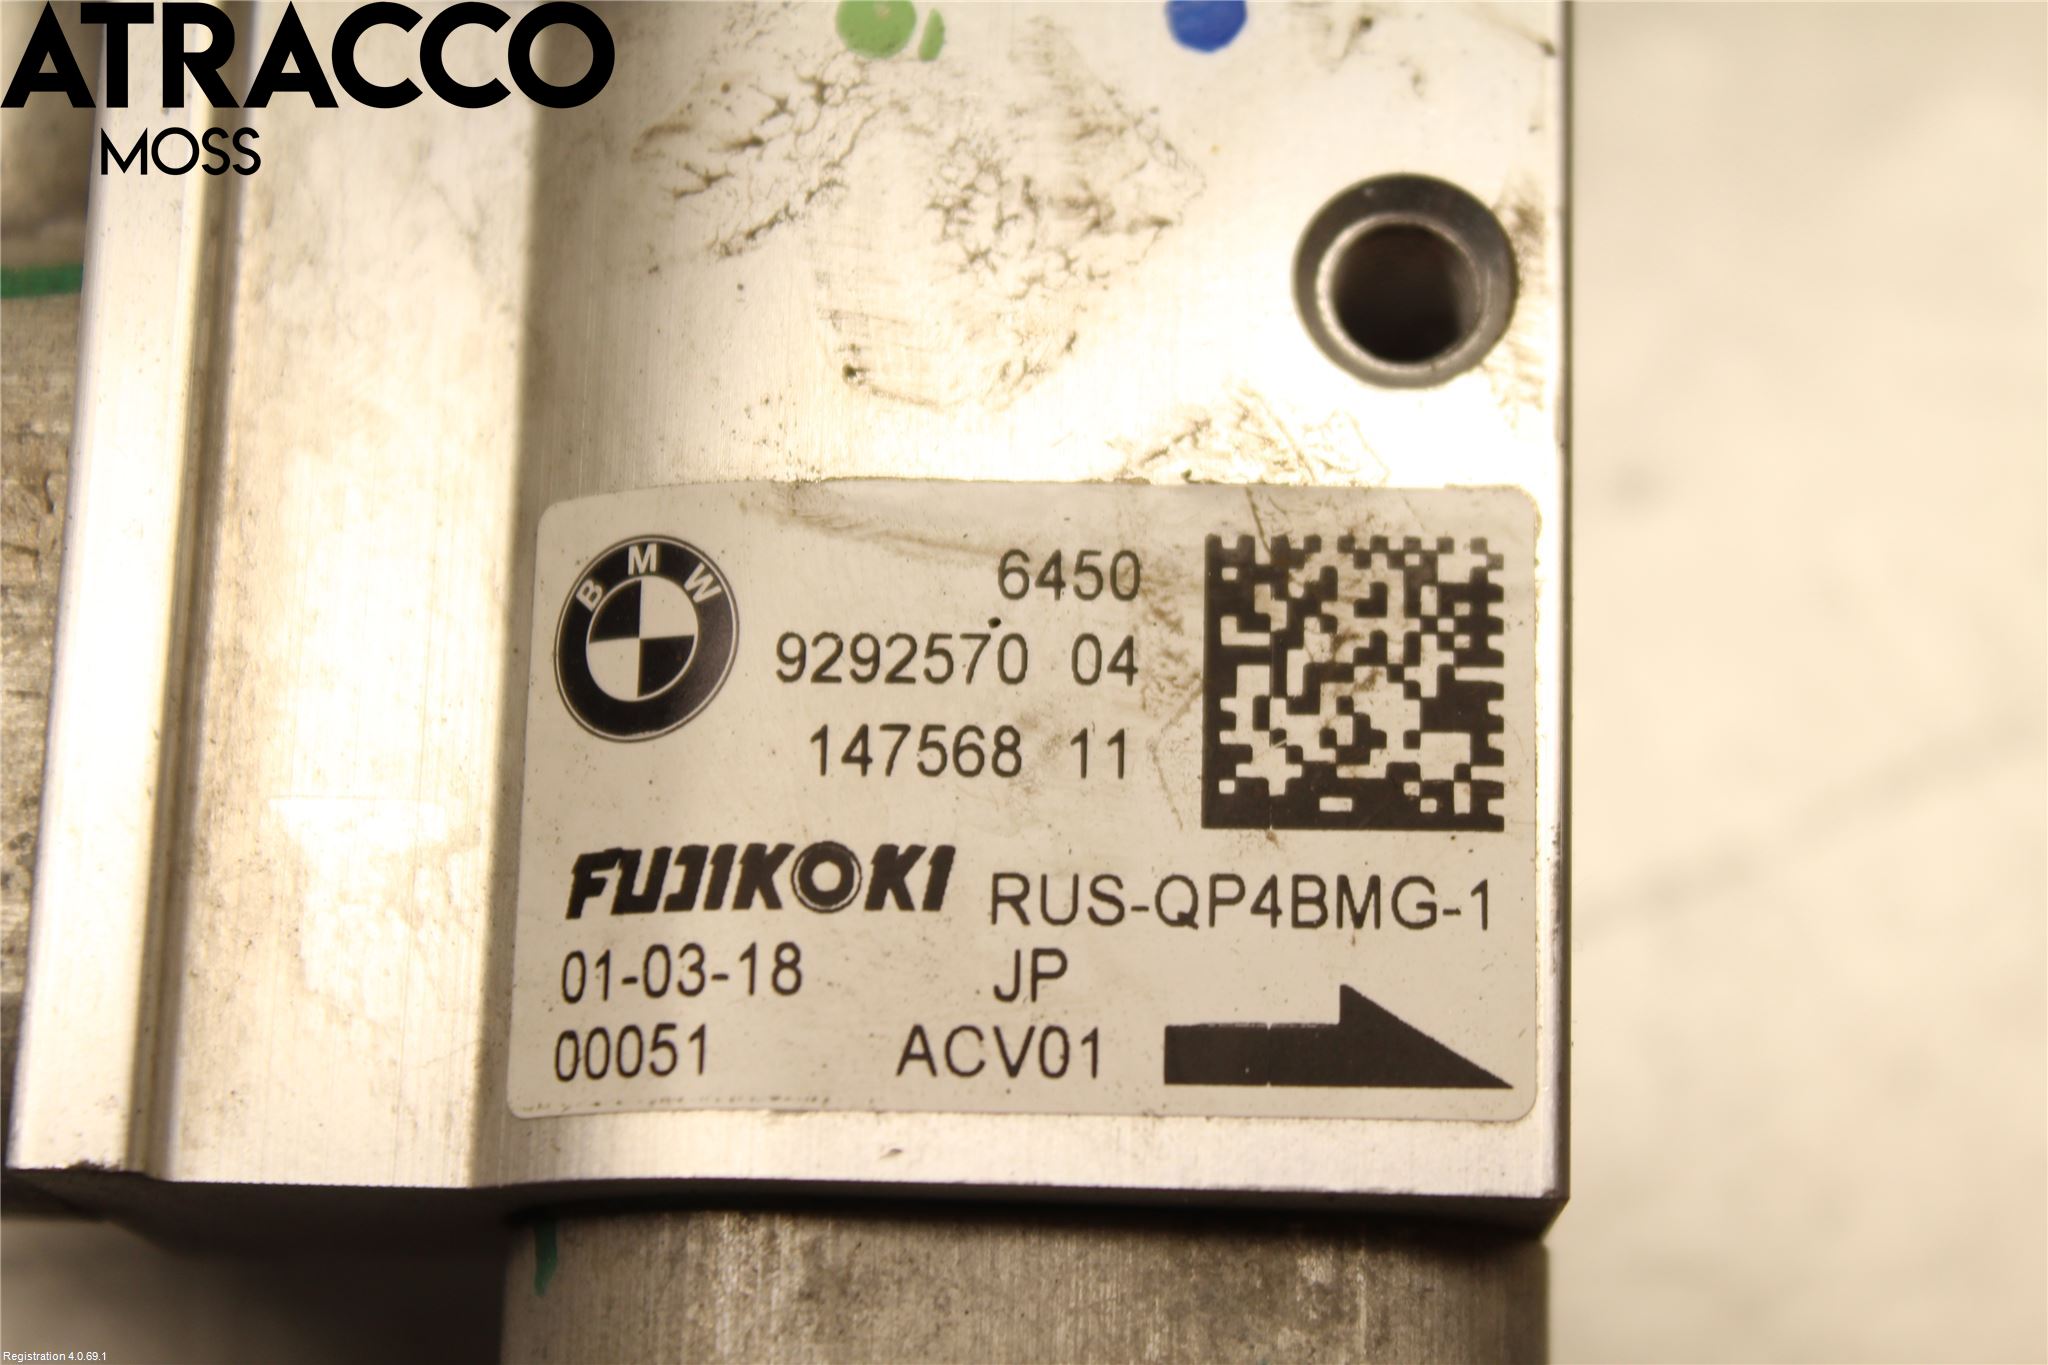 ATRACCO
MOSS
BMW
6450
9292570 04
147568 11
FUJIKOKI RUS-QP4BMG-1
01-03-18 JP
00051 ACV01
Registration 4.0.69.1